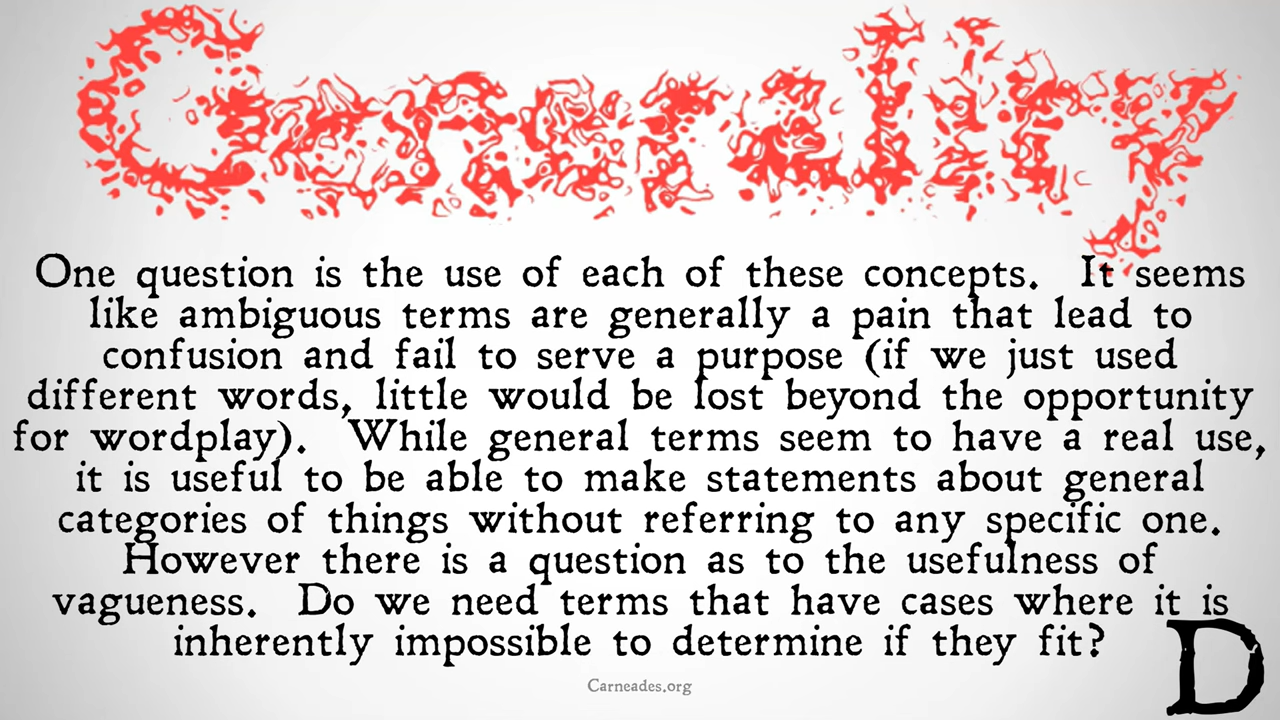 Generality
One question is the use of each of these concepts. It seems
like ambiguous terms are generally a pain that lead to
confusion and fail to serve a purpose (if we just used
different words, little would be lost beyond the opportunity
for wordplay). While general terms seem to have a real use,
it is useful to be able to make statements about general
categories of things without referring to any specific one.
However there is a question as to the usefulness of
vagueness. Do we need terms that have cases where it is
inherently impossible to determine if they fit?
Carneades.org
D